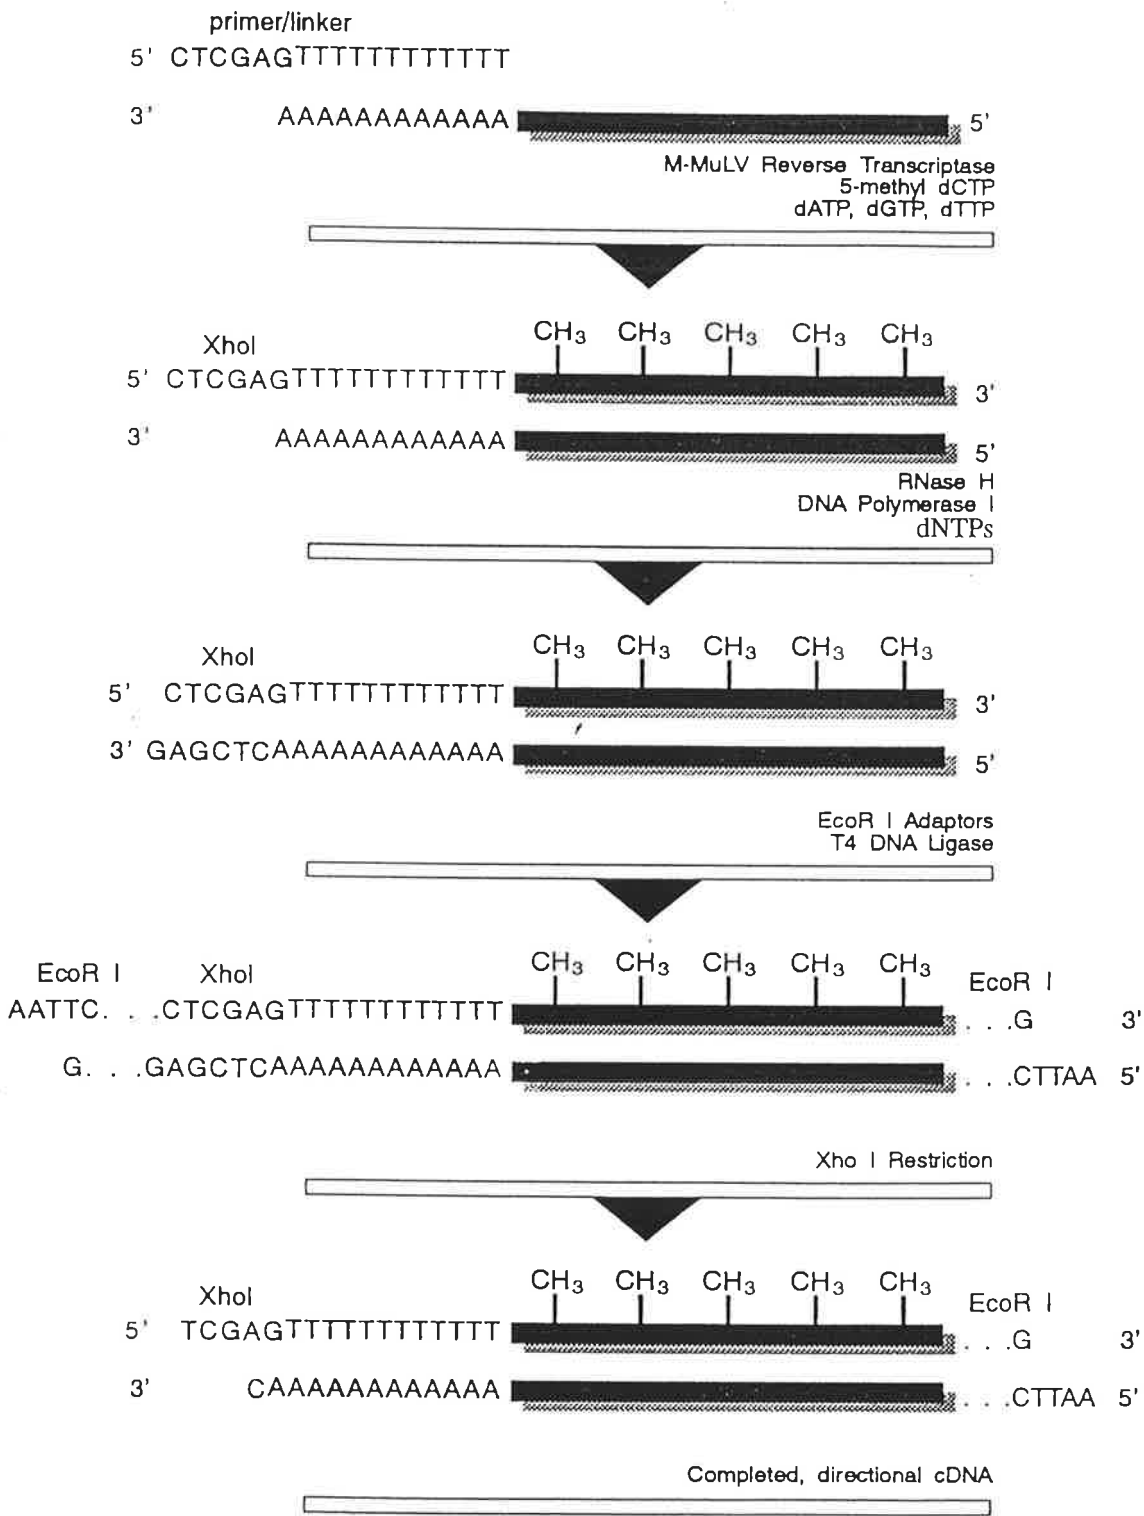 primer/linker
5' CTCGAGTTTTTTTTTTTT
3' AAAAAAAAAAAA 5'
M-MuLV Reverse Transcriptase
5-methyl dCTP
dATP, dGTP, dTTP
CH3 CH3 CH3 CH3 CH3
XhoI
5' CTCGAGTTTTTTTTTTTT 3'
3' AAAAAAAAAAAA 5'
RNase H
DNA Polymerase I
dNTPs
CH3 CH3 CH3 CH3 CH3
XhoI
5' CTCGAGTTTTTTTTTTTT 3'
3' GAGCTCAAAAAAAAAAAA 5'
EcoR I Adaptors
T4 DNA Ligase
CH3 CH3 CH3 CH3 CH3
EcoR I XhoI EcoR I
AATTC. . .CTCGAGTTTTTTTTTTTT . . .G 3'
G. . .GAGCTCAAAAAAAAAAAA . . .CTTAA 5'
Xho I Restriction
CH3 CH3 CH3 CH3 CH3
XhoI EcoR I
5' TCGAGTTTTTTTTTTTT . . .G 3'
3' CAAAAAAAAAAAA . . .CTTAA 5'
Completed, directional cDNA